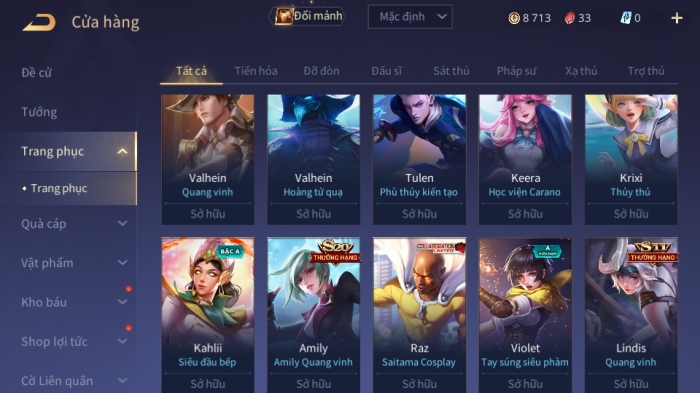 Cửa hàng
Đổi mảnh
Mặc định
8 713
33
0
Đề cử
Tướng
Trang phục
Trang phục
Quà cáp
Vật phẩm
Kho báu
Shop lợi tức
Cờ Liên quân
Tất cả Tiến hóa Đỡ đòn Đấu sĩ Sát thủ Pháp sư Xạ thủ Trợ thủ
Valhein
Quang vinh
Sở hữu
Valhein
Hoàng tử quạ
Sở hữu
Tulen
Phù thủy kiến tạo
Sở hữu
Keera
Học viện Carano
Sở hữu
Krixi
Thủy thủ
Sở hữu
BẬC A
Kahlii
Siêu đầu bếp
Sở hữu
S20
THƯỞNG HẠNG
Amily
Amily Quang vinh
Sở hữu
COLLABORATION
LIMITED
Raz
Saitama Cosplay
Sở hữu
A
Violet
Tay súng siêu phàm
Sở hữu
S11
THƯỞNG HẠNG
Lindis
Quang vinh
Sở hữu